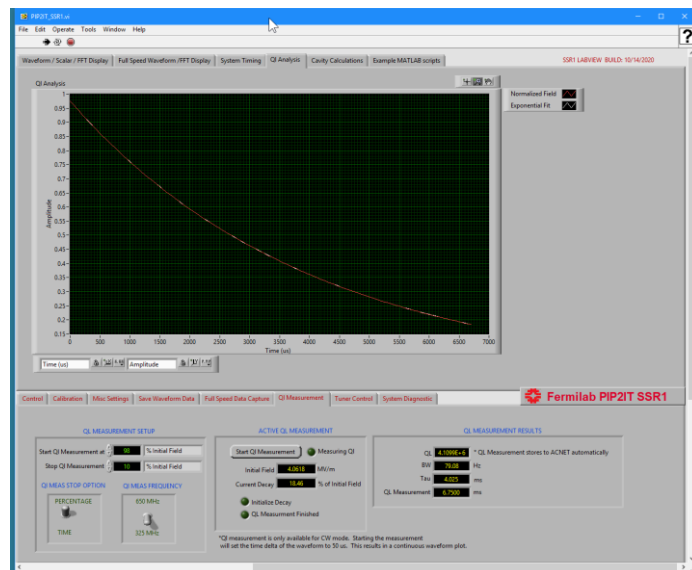 PIP2IT_SSR1.vi
File Edit Operate Tools Window Help
Waveform / Scalar / FFT Display Full Speed Waveform /FFT Display System Timing Ql Analysis Cavity Calculations Example MATLAB scripts SSR1 LABVIEW BUILD: 10/14/2020
Ql Analysis
Normalized Field
Exponential Fit
Amplitude
1
0.95
0.9
0.85
0.8
0.75
0.7
0.65
0.6
0.55
0.5
0.45
0.4
0.35
0.3
0.25
0.2
0.15
0 500 1000 1500 2000 2500 3000 3500 4000 4500 5000 5500 6000 6500 7000
Time (us)
Time (us) Amplitude
Control Calibration Misc Settings Save Waveform Data Full Speed Data Capture Ql Measurement Tuner Control System Diagnostic
Fermilab PIP2IT SSR1
QL MEASUREMENT SETUP
Start Ql Measurement at 98 % Initial Field
Stop Ql Measurement 10 % Initial Field
Ql MEAS STOP OPTION Ql MEAS FREQUENCY
PERCENTAGE 650 MHz
TIME 325 MHz
ACTIVE QL MEASUREMENT
Start Ql Measurement Measuring Ql
Initial Field 4.0618 MV/m
Current Decay 18.46 % of Initial Field
Initialize Decay
QL Measurment Finished
QL MEASUREMENT RESULTS
QL 4.1099E+6 * QL Measurement stores to ACNET automatically
BW 79.08 Hz
Tau 4.025 ms
QL Measurement 6.7500 ms
*Ql measurement is only available for CW mode. Starting the measurement
will set the time delta of the waveform to 50 us. This results in a continuous waveform plot.